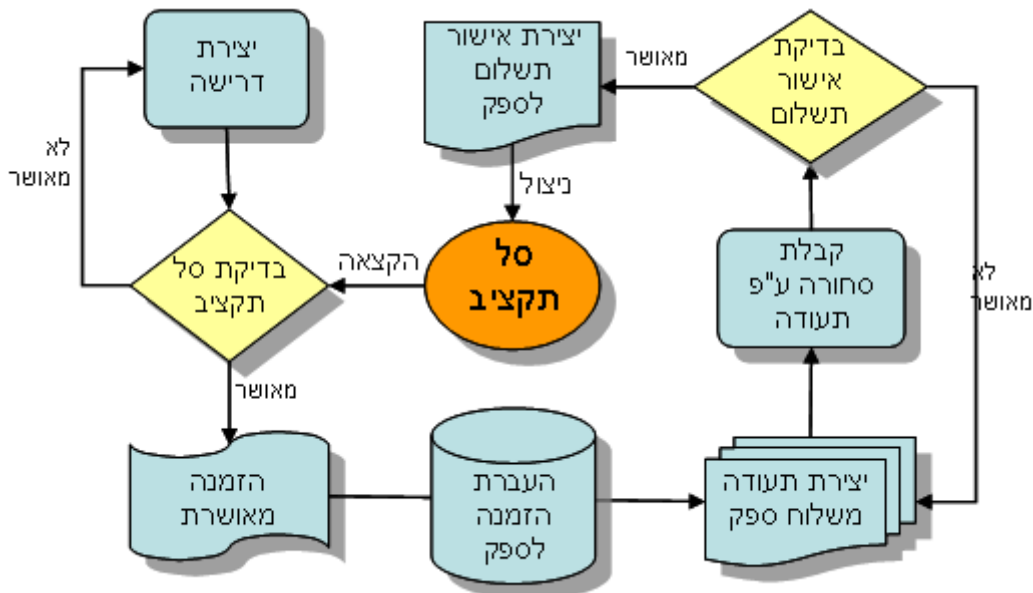 יצירת
דרישה
לא
מאושר
בדיקת סל
תקציב
הקצאה
סל
תקציב
ניצול
יצירת אישור
תשלום
לספק
מאושר
בדיקת
אישור
תשלום
לא
מאושר
קבלת
סחורה ע"פ
תעודה
מאושר
הזמנה
מאושרת
העברת
הזמנה
לספק
יצירת תעודה
משלוח ספק